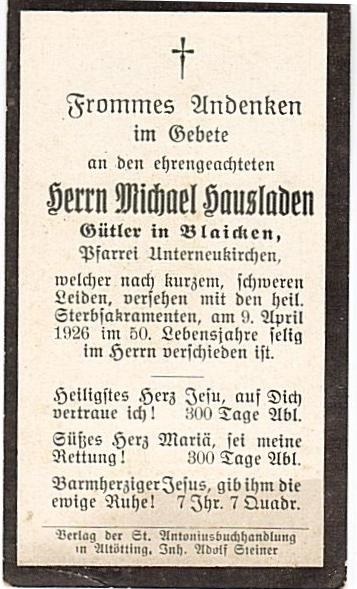 Frommes Andenken
im Gebete
an den ehrengeachteten
Herrn Michael Hausladen
Gütler in Blaicken,
Pfarrei Unterneukirchen,
welcher nach kurzem, schweren
Leiden, versehen mit den heil.
Sterbsakramenten, am 9. April
1926 im 50. Lebensjahre selig
im Herrn verschieden ist.
Heiligstes Herz Jesu, auf Dich
vertraue ich! 300 Tage Abl.
Süßes Herz Mariä, sei meine
Rettung! 300 Tage Abl.
Barmherziger Jesus, gib ihm die
ewige Ruhe! 7 Jhr. 7 Quadr.
Verlag der St. Antoniusbuchhandlung
in Altötting, Inh. Adolf Steiner